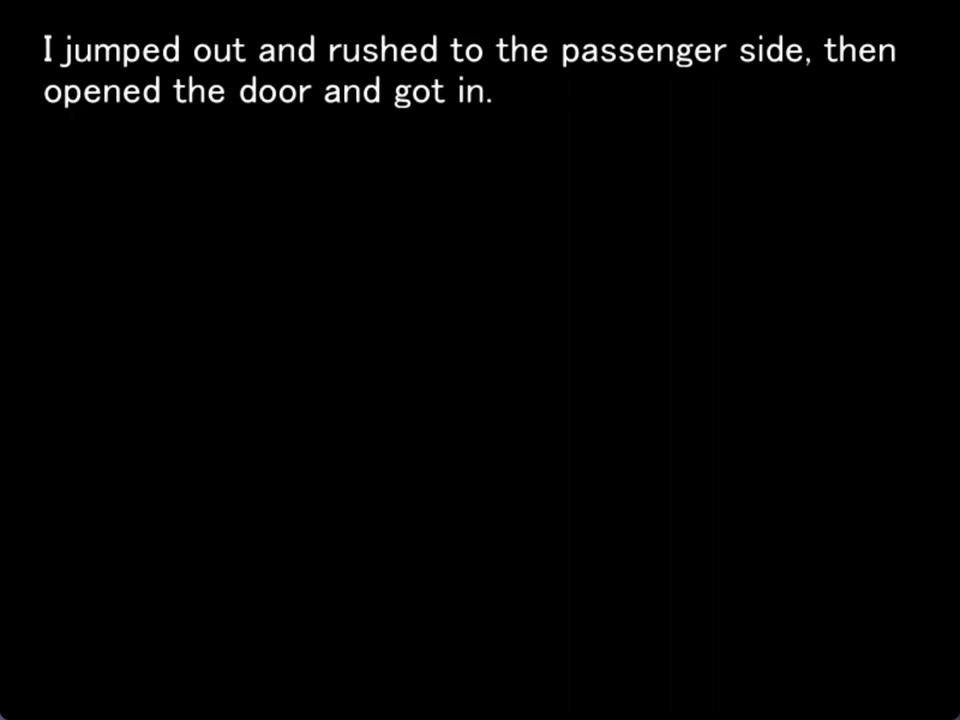 I jumped out and rushed to the passenger side, then
opened the door and got in.